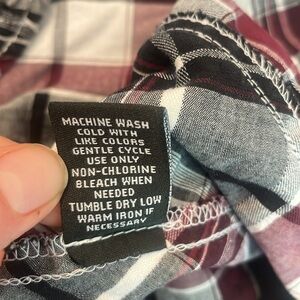 MACHINE WASH
COLD WITH
LIKE COLORS
GENTLE CYCLE
USE ONLY
NON-CHLORINE
BLEACH WHEN
NEEDED
TUMBLE DRY LOW
WARM IRON IF
NECESSARY